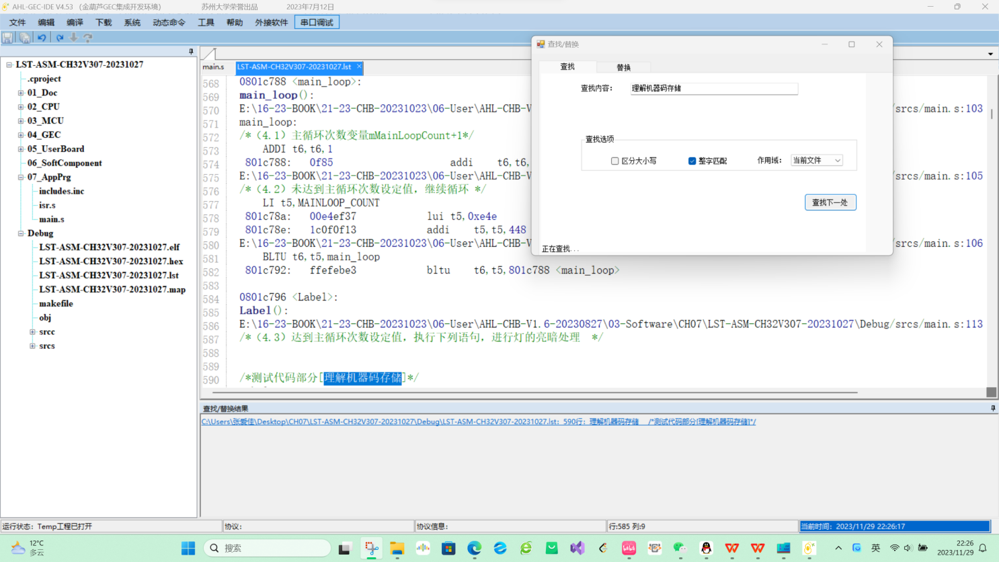 AHL-GEC-IDE V4.53 （金葫芦GEC集成开发环境） 苏州大学荣誉出品 2023年7月12日
文件 编辑 编译 下载 系统 动态命令 工具 帮助 外接软件 串口调试
LST-ASM-CH32V307-20231027
.cproject
01_Doc
02_CPU
03_MCU
04_GEC
05_UserBoard
06_SoftComponent
07_AppPrg
includes.inc
isr.s
main.s
Debug
LST-ASM-CH32V307-20231027.elf
LST-ASM-CH32V307-20231027.hex
LST-ASM-CH32V307-20231027.lst
LST-ASM-CH32V307-20231027.map
makefile
obj
srcc
srcs
main.s LST-ASM-CH32V307-20231027.lst
568 0801c788 <main_loop>:
569 main_loop():
570 E:\16-23-BOOK\21-23-CHB-20231023\06-User\AHL-CHB-V /srcs/main.s:103
571 main_loop:
572 /*（4.1）主循环次数变量mMainLoopCount+1*/
573 ADDI t6,t6,1
574 801c788: 0f85 addi t6,t6,
575 E:\16-23-BOOK\21-23-CHB-20231023\06-User\AHL-CHB-V /srcs/main.s:105
576 /*（4.2）未达到主循环次数设定值，继续循环 */
577 LI t5,MAINLOOP_COUNT
578 801c78a: 00e4ef37 lui t5,0xe4e
579 801c78e: 1c0f0f13 addi t5,t5,448
580 E:\16-23-BOOK\21-23-CHB-20231023\06-User\AHL-CHB-V /srcs/main.s:106
581 BLTU t6,t5,main_loop
582 801c792: ffefebe3 bltu t6,t5,801c788 <main_loop>
583
584 0801c796 <Label>:
585 Label():
586 E:\16-23-BOOK\21-23-CHB-20231023\06-User\AHL-CHB-V1.6-20230827\03-Software\CH07\LST-ASM-CH32V307-20231027\Debug/srcs/main.s:113
587 /*（4.3）达到主循环次数设定值，执行下列语句，进行灯的亮暗处理 */
588
589
590 /*测试代码部分[理解机器码存储]*/
查找/替换
查找 替换
查找内容： 理解机器码存储
查找选项
区分大小写 整字匹配 作用域： 当前文件
查找下一处
正在查找...
查找/替换结果
C:\Users\张爱佳\Desktop\CH07\LST-ASM-CH32V307-20231027\Debug\LST-ASM-CH32V307-20231027.lst：590行：理解机器码存储 /*测试代码部分[理解机器码存储]*/
运行状态：Temp工程已打开 协议： 协议信息： 行:585 列:9 当前时间：2023/11/29 22:26:17
12°C
多云
搜索
英
22:26
2023/11/29